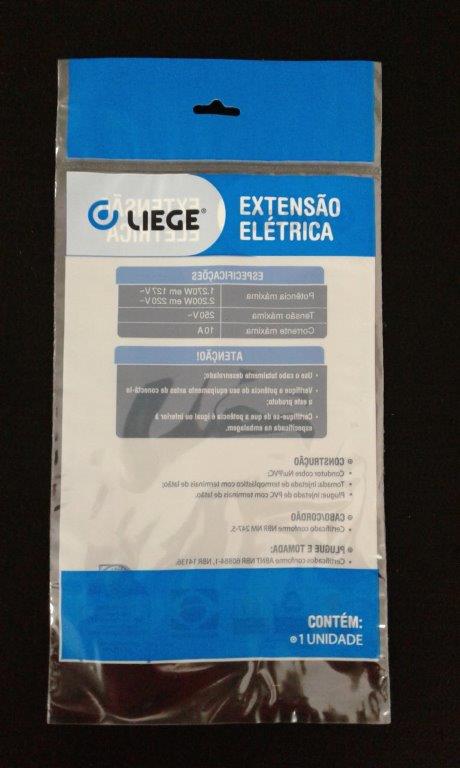 LIEGE®
EXTENSÃO
ELÉTRICA
EXTENSÃO
ELÉTRICA
ESPECIFICAÇÕES
Potência máxima
1.270W em 127V~
2.200W em 220V~
Tensão máxima
250V~
Corrente máxima
10A
ATENÇÃO!
• Use o cabo totalmente desenrolado;
• Verifique a potência de seu equipamento antes de conectá-lo
a este produto;
• Certifique-se de que a potência é igual ou inferior à
especificada na embalagem.
CONSTRUÇÃO
• Condutor cobre Nu/PVC;
• Tomada: injetada de termoplástico com terminais de latão;
• Plugue: injetado de PVC com terminais de latão.
CABO/CORDÃO
• Certificado conforme NBR NM 247-5.
PLUGUE E TOMADA:
• Certificados conforme ABNT NBR 60884-1, NBR 14136.
CONTÉM:
1 UNIDADE